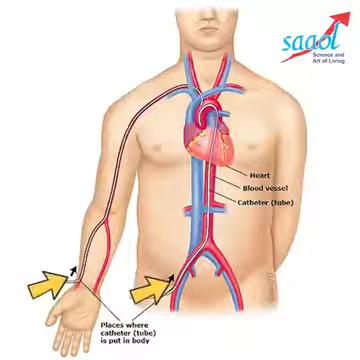 saaol
Science and
Art of Living
Heart
Blood vessel
Catheter (tube)
Places where
catheter (tube)
is put in body